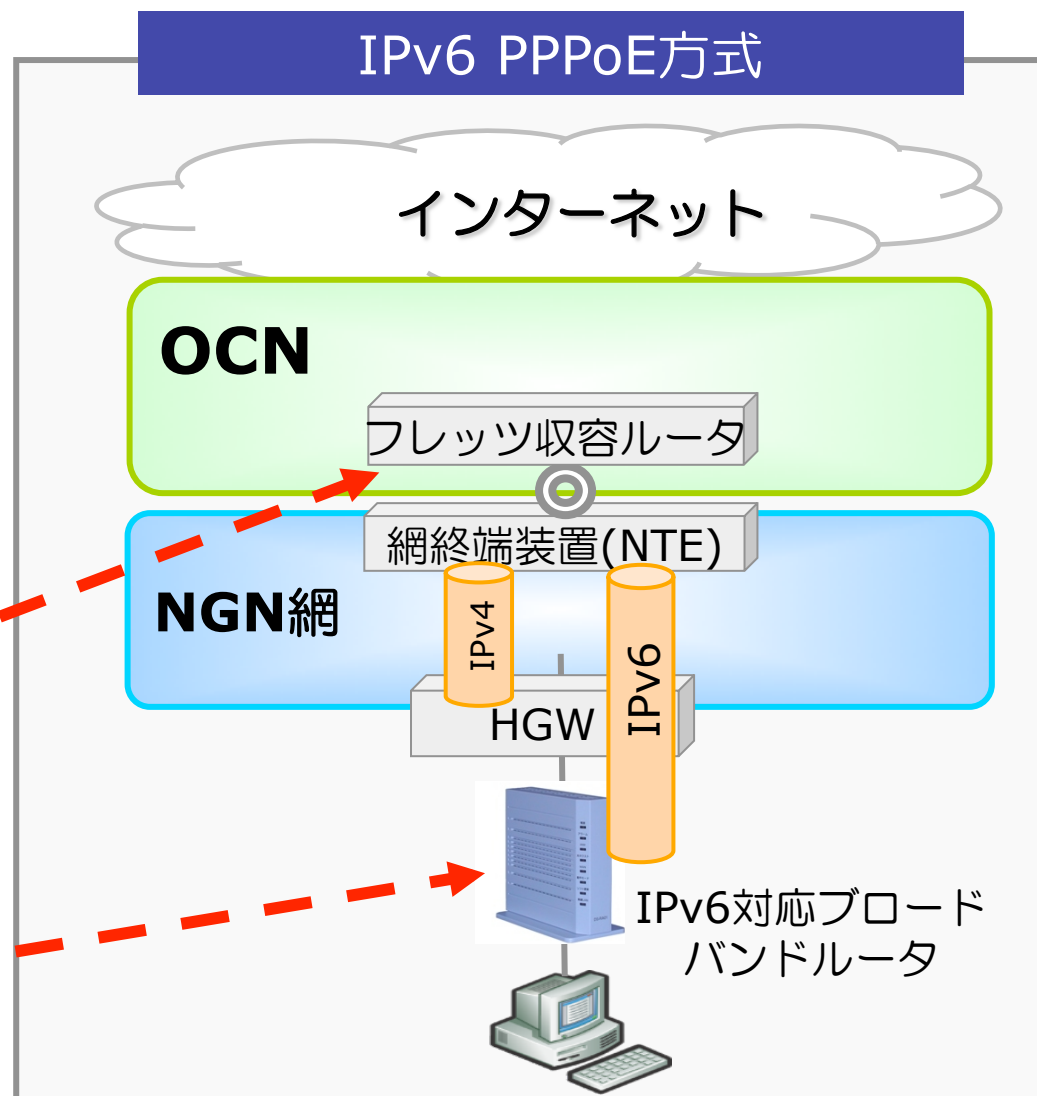 IPv6 PPPoE方式
インターネット
OCN
フレッツ収容ルータ
網終端装置(NTE)
NGN網
IPv4
IPv6
HGW
IPv6対応ブロード
バンドルータ